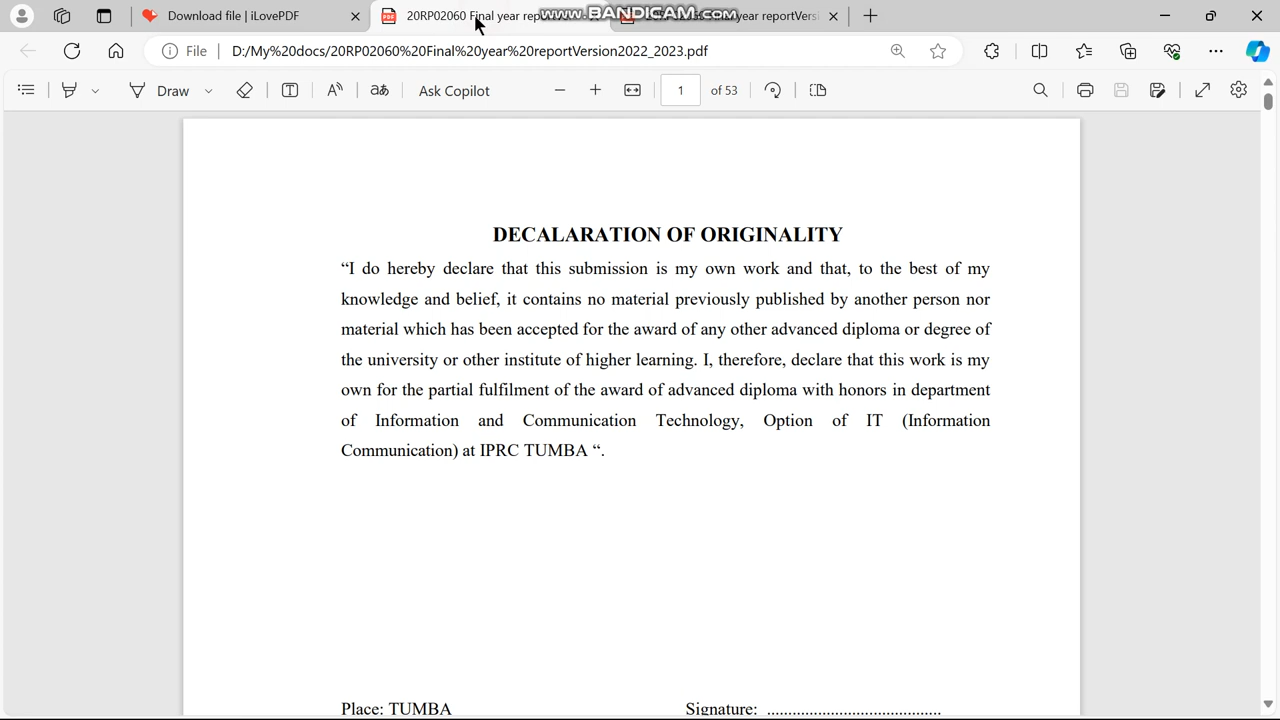 Download file | iLovePDF
20RP02060 Final year repor
www.BANDICAM.com
year reportVersi
File
D:/My%20docs/20RP02060%20Final%20year%20reportVersion2022_2023.pdf
Draw
aあ
Ask Copilot
1
of 53
DECALARATION OF ORIGINALITY
“I do hereby declare that this submission is my own work and that, to the best of my
knowledge and belief, it contains no material previously published by another person nor
material which has been accepted for the award of any other advanced diploma or degree of
the university or other institute of higher learning. I, therefore, declare that this work is my
own for the partial fulfilment of the award of advanced diploma with honors in department
of Information and Communication Technology, Option of IT (Information
Communication) at IPRC TUMBA “.
Place: TUMBA
Signature: .........................................